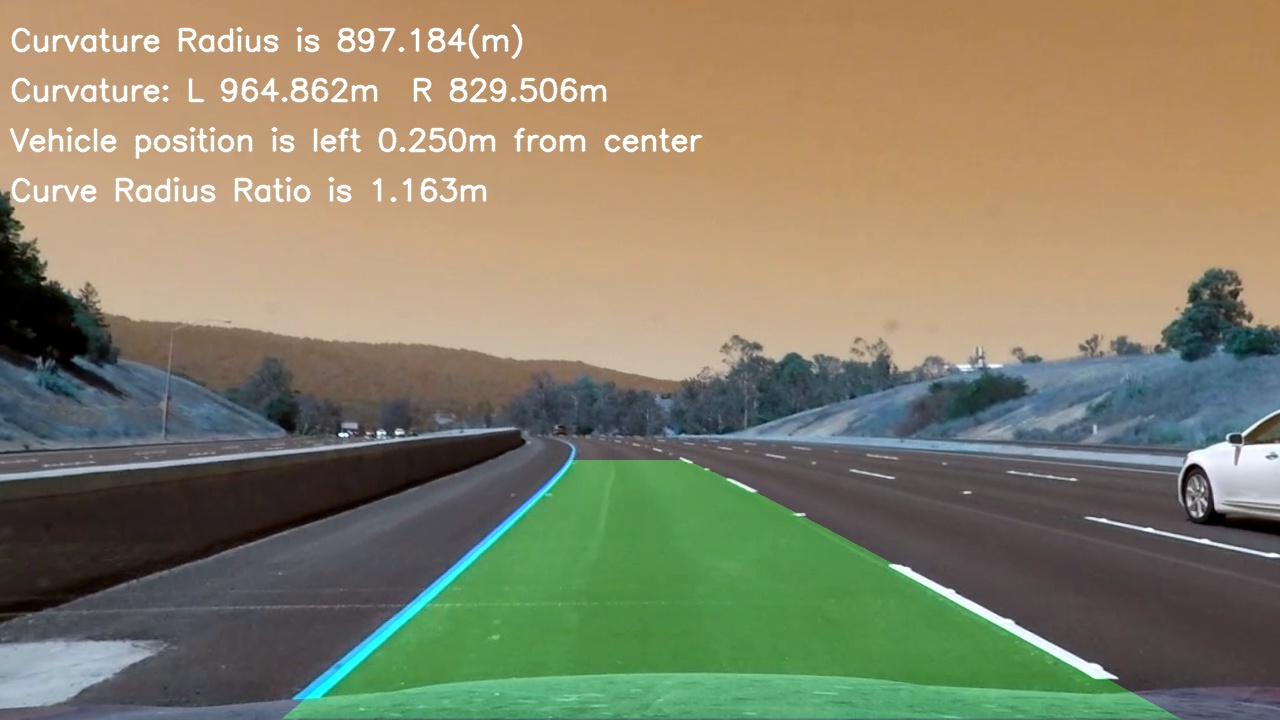 Curvature Radius is 897.184(m)
Curvature: L 964.862m R 829.506m
Vehicle position is left 0.250m from center
Curve Radius Ratio is 1.163m